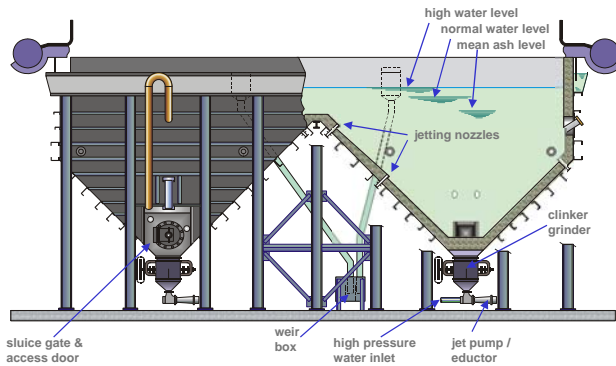 high water level
normal water level
mean ash level
jetting nozzles
clinker
grinder
sluice gate &
access door
weir
box
high pressure
water inlet
jet pump /
eductor